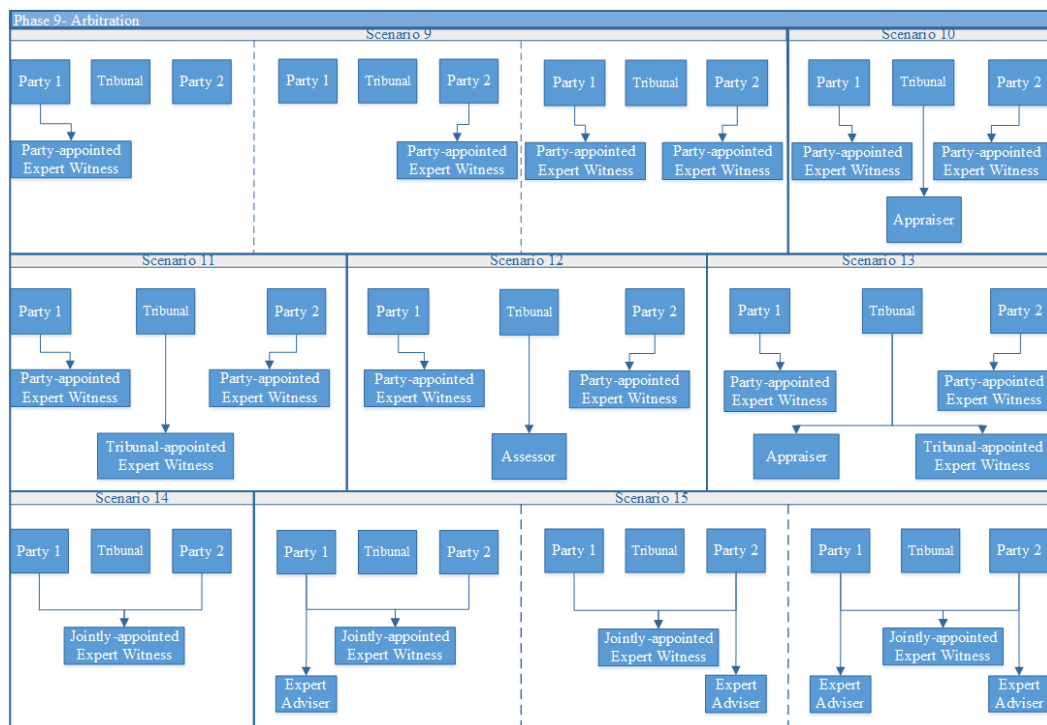 Phase 9- Arbitration
Scenario 9
Party 1
Tribunal
Party 2
Party-appointed
Expert Witness
Party 1
Tribunal
Party 2
Party-appointed
Expert Witness
Party 1
Tribunal
Party 2
Party-appointed
Expert Witness
Party-appointed
Expert Witness
Scenario 10
Party 1
Tribunal
Party 2
Party-appointed
Expert Witness
Party-appointed
Expert Witness
Appraiser
Scenario 11
Party 1
Tribunal
Party 2
Party-appointed
Expert Witness
Party-appointed
Expert Witness
Tribunal-appointed
Expert Witness
Scenario 12
Party 1
Tribunal
Party 2
Party-appointed
Expert Witness
Party-appointed
Expert Witness
Assessor
Scenario 13
Party 1
Tribunal
Party 2
Party-appointed
Expert Witness
Party-appointed
Expert Witness
Appraiser
Tribunal-appointed
Expert Witness
Scenario 14
Party 1
Tribunal
Party 2
Jointly-appointed
Expert Witness
Scenario 15
Party 1
Tribunal
Party 2
Jointly-appointed
Expert Witness
Expert
Adviser
Party 1
Tribunal
Party 2
Jointly-appointed
Expert Witness
Expert
Adviser
Party 1
Tribunal
Party 2
Jointly-appointed
Expert Witness
Expert
Adviser
Expert
Adviser